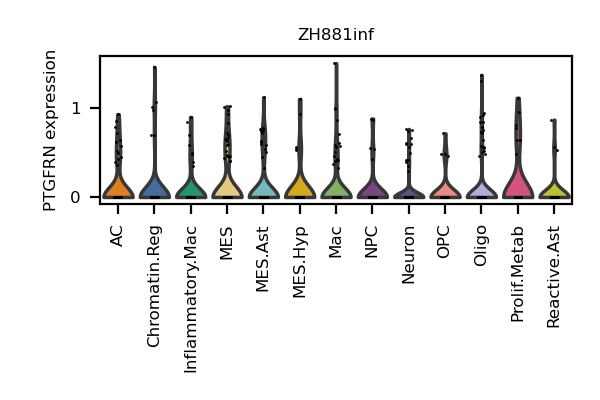 ZH881inf
PTGFRN expression
1
0
AC
Chromatin.Reg
Inflammatory.Mac
MES
MES.Ast
MES.Hyp
Mac
NPC
Neuron
OPC
Oligo
Prolif.Metab
Reactive.Ast